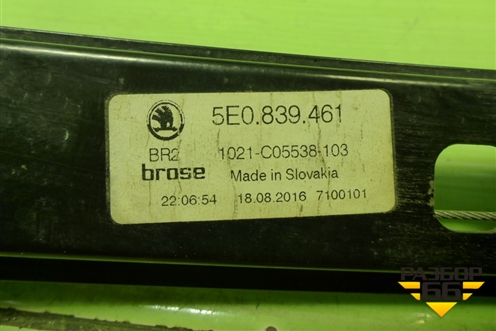 5E0.839.461
BR2 1021-C05538-103
brose Made in Slovakia
22:06:54 18.08.2016 7100101
РАЗБОР
66